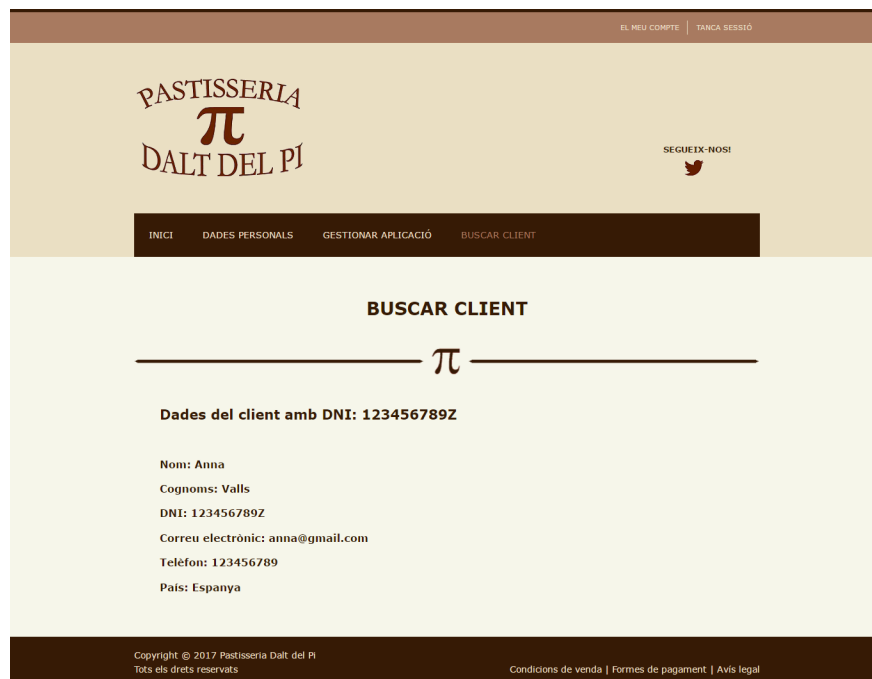 EL MEU COMPTE | TANCA SESSIÓ
PASTISSERIA
π
DALT DEL PI
SEGUEIX-NOS!
INICI DADES PERSONALS GESTIONAR APLICACIÓ BUSCAR CLIENT
BUSCAR CLIENT
π
Dades del client amb DNI: 123456789Z
Nom: Anna
Cognoms: Valls
DNI: 123456789Z
Correu electrònic: anna@gmail.com
Telèfon: 123456789
País: Espanya
Copyright © 2017 Pastisseria Dalt del Pi
Tots els drets reservats
Condicions de venda | Formes de pagament | Avís legal